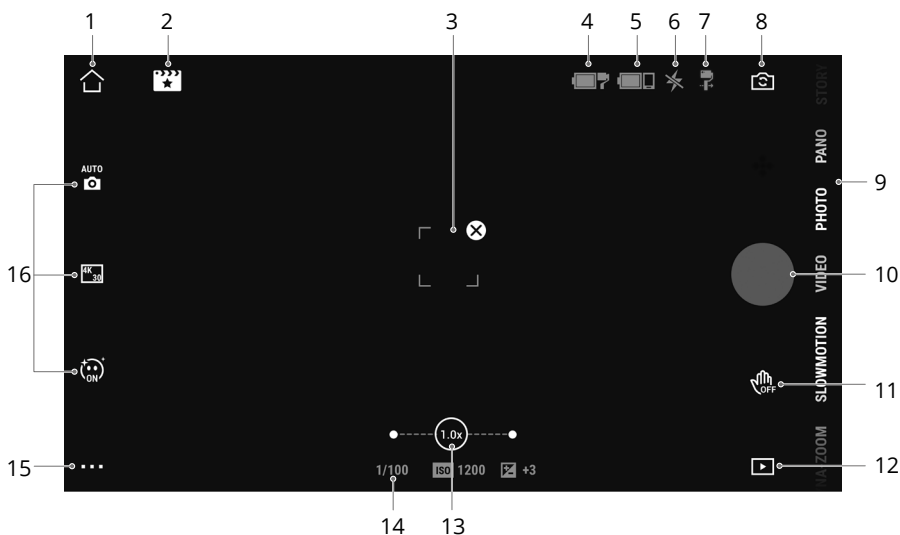 1 2 3 4 5 6 7 8
STORY
AUTO
PANO
9
PHOTO
16
4K
30
VIDEO
10
SLOWMOTION
ON
OFF
11
1.0x
15
1/100 ISO 1200 +3
ZOOM
12
14 13